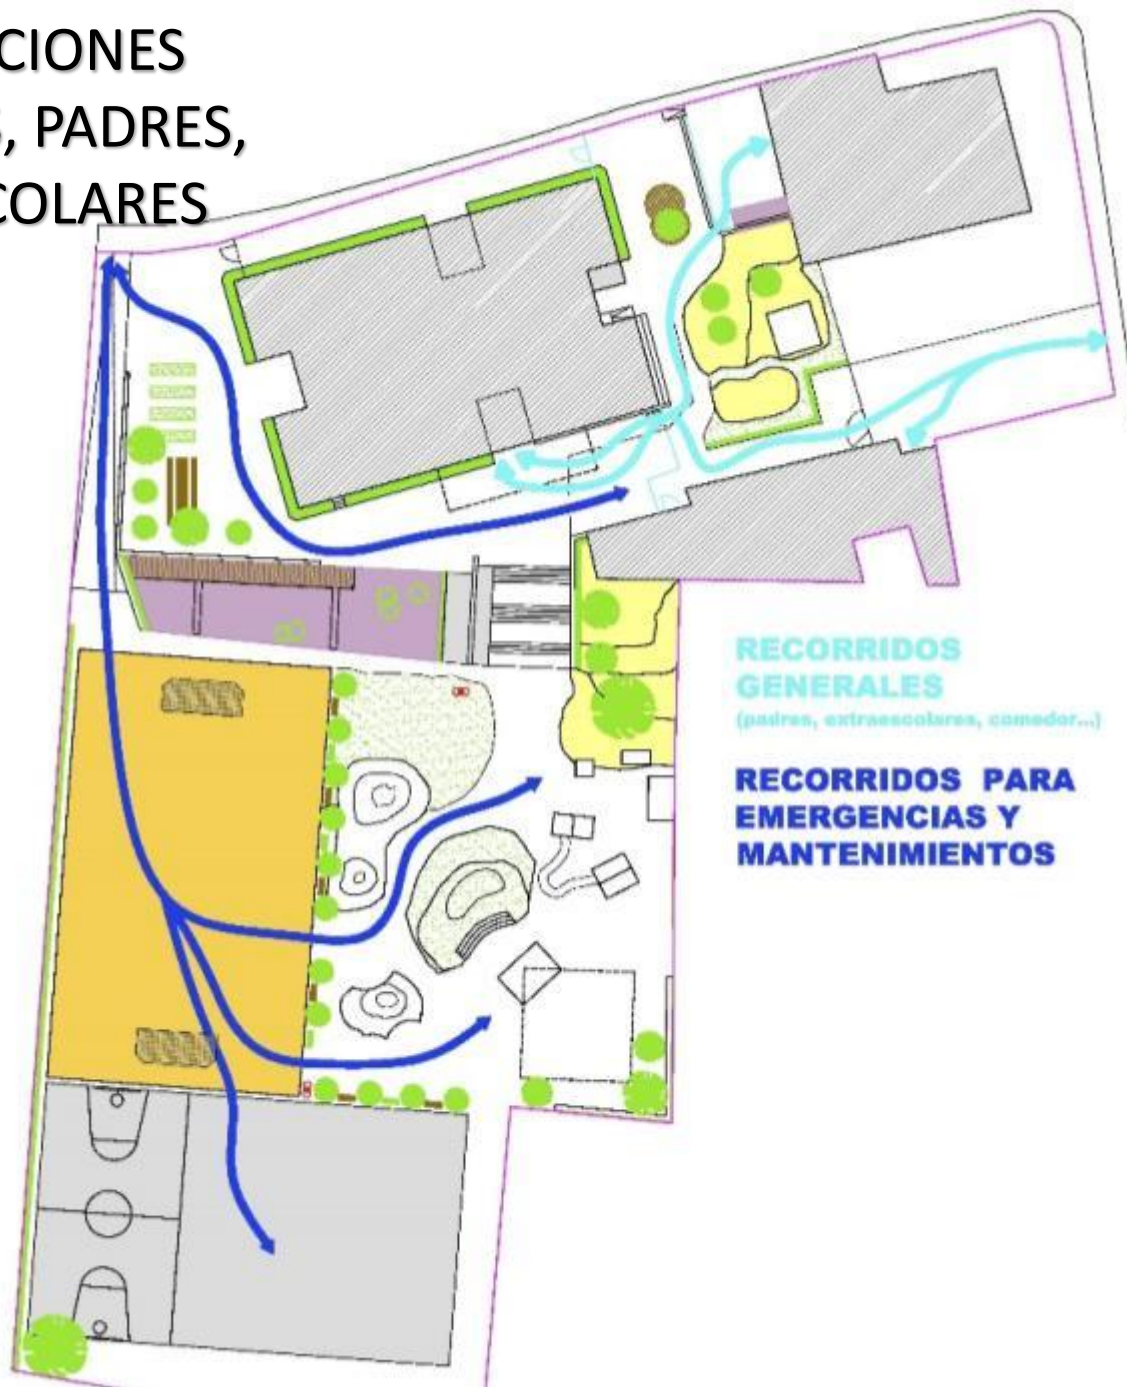 CIONES
, PADRES,
COLARES
RECORRIDOS
GENERALES
(padres, extraescolares, comedor...)
RECORRIDOS PARA
EMERGENCIAS Y
MANTENIMIENTOS